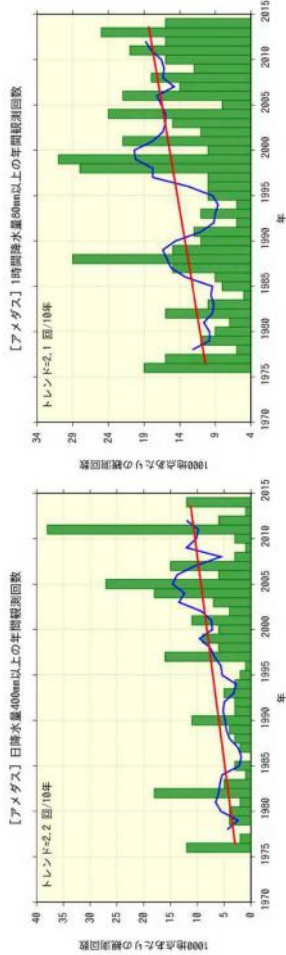 [アメダス] 日降水量400mm以上の年間観測回数
トレンド=2.2 回/10年
1000地点あたりの観測回数
40
35
30
25
20
15
10
5
0
1970 1975 1980 1985 1990 1995 2000 2005 2010 2015
年
[アメダス] 1時間降水量80mm以上の年間観測回数
トレンド=2.1 回/10年
1000地点あたりの観測回数
34
29
24
19
14
9
4
1970 1975 1980 1985 1990 1995 2000 2005 2010 2015
年